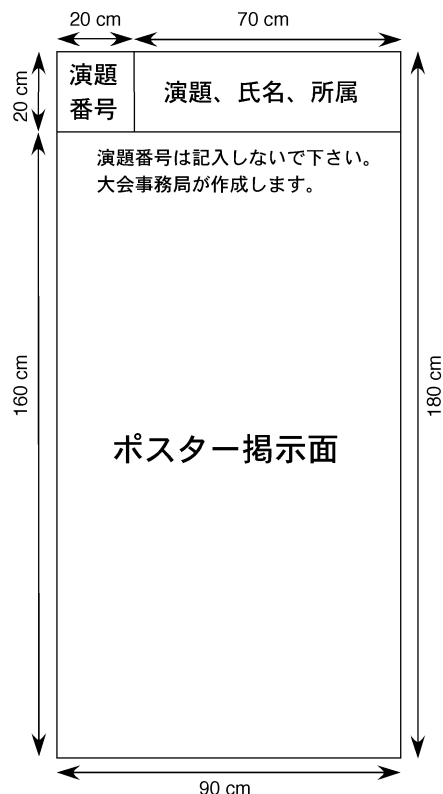 20 cm
70 cm
20 cm
演題
番号
演題、氏名、所属
演題番号は記入しないで下さい。
大会事務局が作成します。
160 cm
180 cm
ポスター掲示面
90 cm